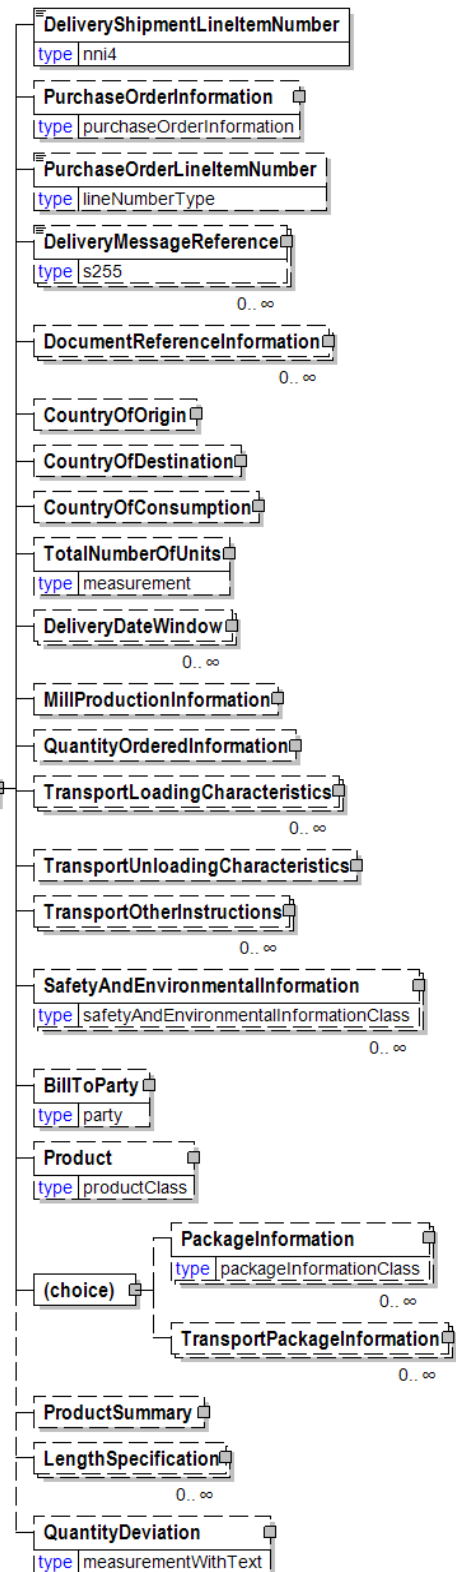 DeliveryShipmentLineItemNumber
type nni4
PurchaseOrderInformation
type purchaseOrderInformation
PurchaseOrderLineItemNumber
type lineNumberType
DeliveryMessageReference
type s255
0.. ∞
DocumentReferenceInformation
0.. ∞
CountryOfOrigin
CountryOfDestination
CountryOfConsumption
TotalNumberOfUnits
type measurement
DeliveryDateWindow
0.. ∞
MillProductionInformation
QuantityOrderedInformation
TransportLoadingCharacteristics
0.. ∞
TransportUnloadingCharacteristics
TransportOtherInstructions
0.. ∞
SafetyAndEnvironmentalInformation
type safetyAndEnvironmentalInformationClass
0.. ∞
BillToParty
type party
Product
type productClass
PackageInformation
type packageInformationClass
0.. ∞
(choice)
TransportPackageInformation
0.. ∞
ProductSummary
LengthSpecification
0.. ∞
QuantityDeviation
type measurementWithText